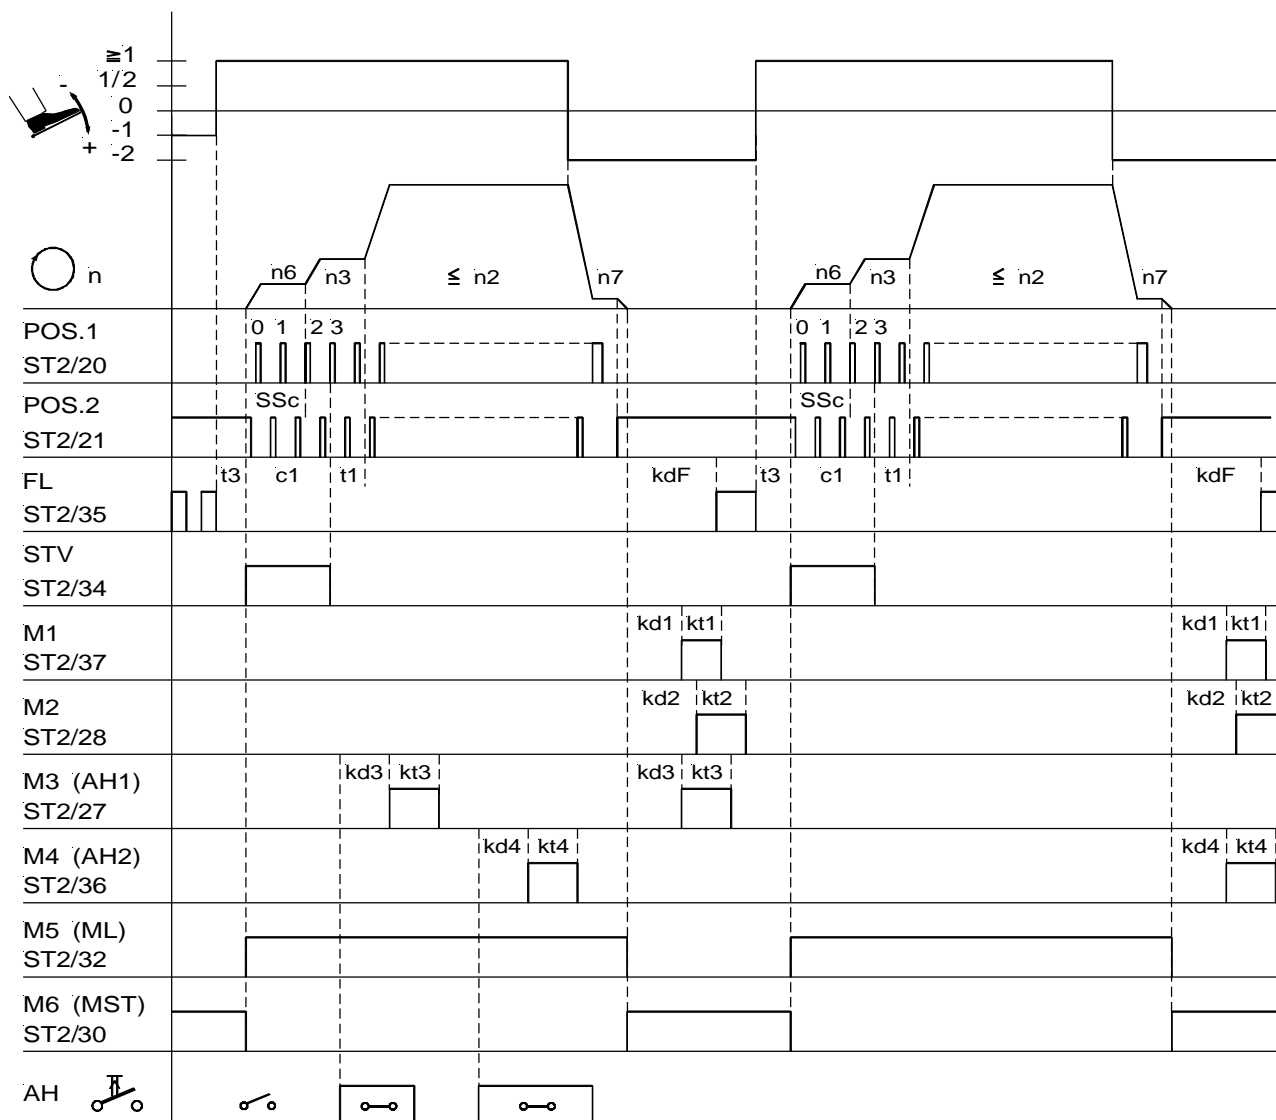 ≧1
1/2
0
-1
-2
-
+
n
n6 n3 ≦ n2 n7 n6 n3 ≦ n2 n7
POS.1
ST2/20
0 1 2 3 0 1 2 3
POS.2
ST2/21
SSc SSc
FL
ST2/35
t3 c1 t1 kdF t3 c1 t1 kdF
STV
ST2/34
M1
ST2/37
kd1 kt1 kd1 kt1
M2
ST2/28
kd2 kt2 kd2 kt2
M3 (AH1)
ST2/27
kd3 kt3 kd3 kt3
M4 (AH2)
ST2/36
kd4 kt4 kd4 kt4
M5 (ML)
ST2/32
M6 (MST)
ST2/30
AH